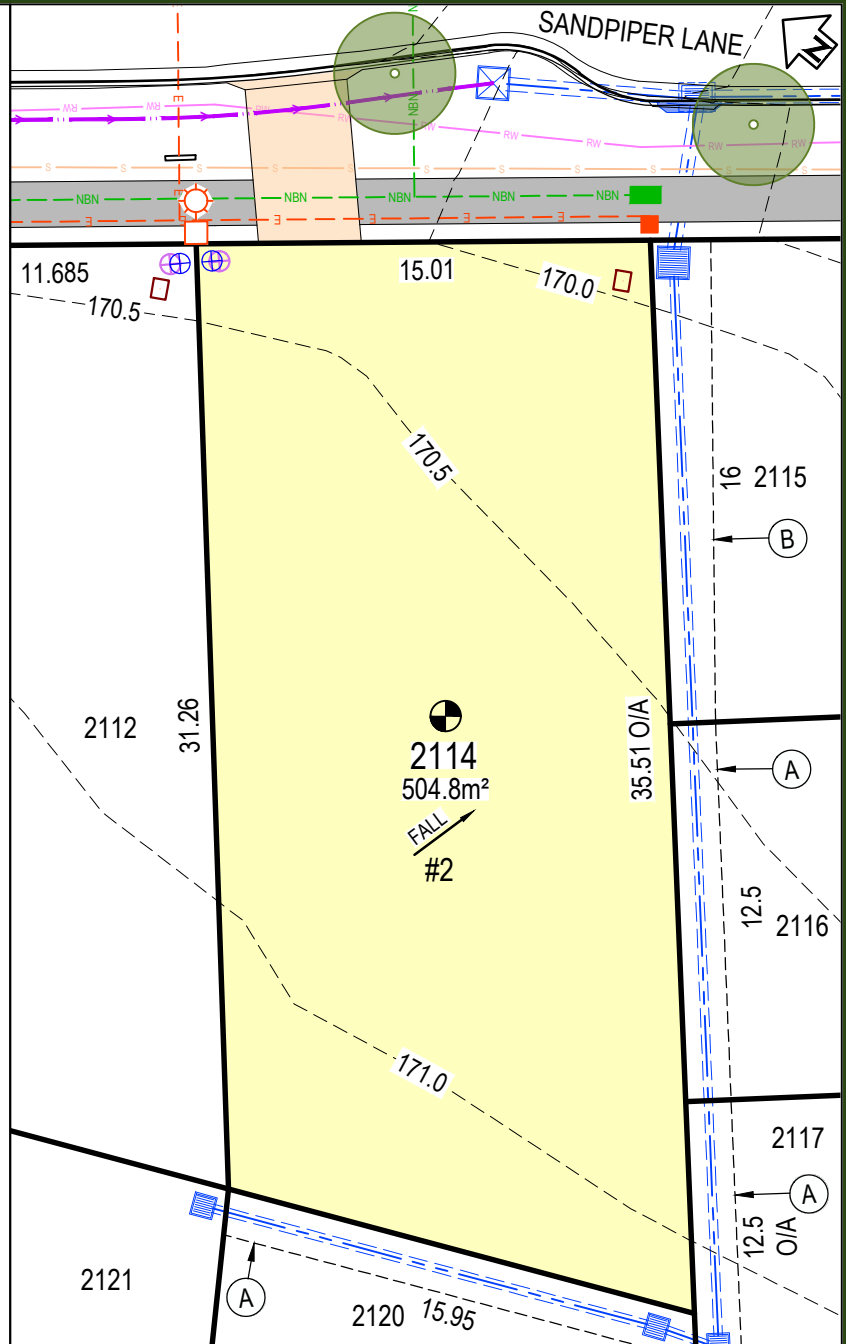 SANDPIPER LANE
N
E
RW
RW
RW
RW
RW
RW
NBN
S
S
S
S
S
S
S
S
S
E
NBN
NBN
NBN
NBN
NBN
E
E
E
E
E
E
11.685
15.01
170.0
170.5
170.5
16
2115
B
2112
31.26
2114
504.8m²
FALL
#2
35.51 O/A
A
12.5
2116
171.0
2117
A
12.5
O/A
2121
A
2120
15.95